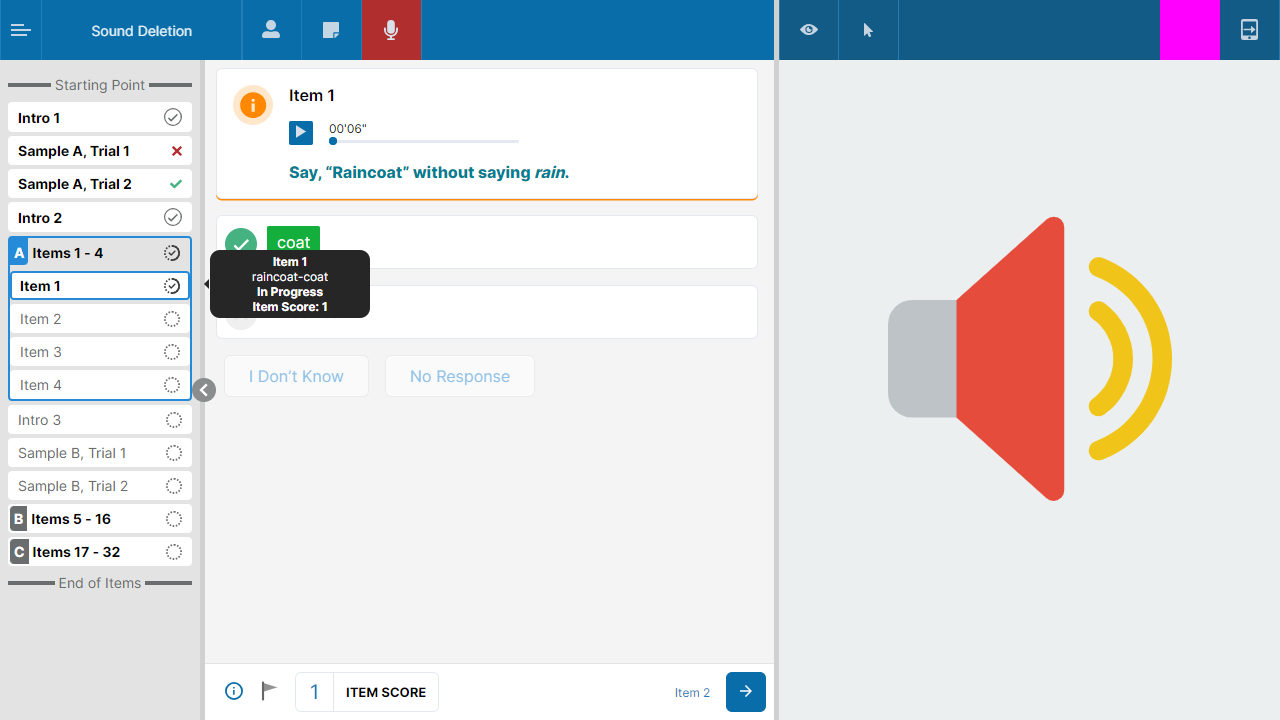 Sound Deletion
Starting Point
Intro 1
Sample A, Trial 1
Sample A, Trial 2
Intro 2
A Items 1 - 4
Item 1
Item 2
Item 3
Item 4
Intro 3
Sample B, Trial 1
Sample B, Trial 2
B Items 5 - 16
C Items 17 - 32
End of Items
Item 1
00'06"
Say, “Raincoat” without saying rain.
coat
Item 1
raincoat-coat
In Progress
Item Score: 1
I Don’t Know
No Response
1 ITEM SCORE
Item 2